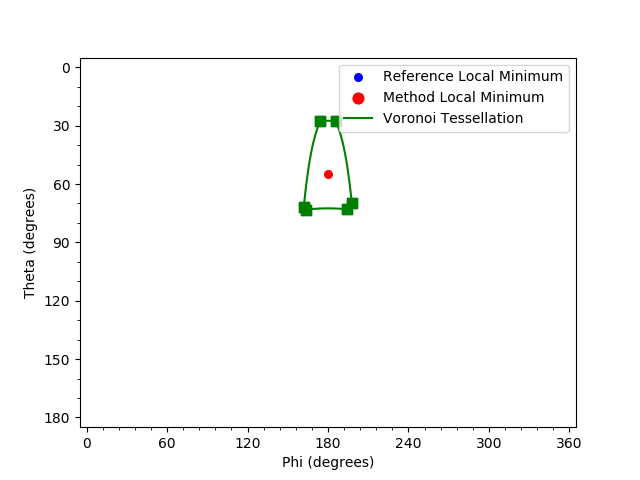 Reference Local Minimum
Method Local Minimum
Voronoi Tessellation
Theta (degrees)
0
30
60
90
120
150
180
0 60 120 180 240 300 360
Phi (degrees)